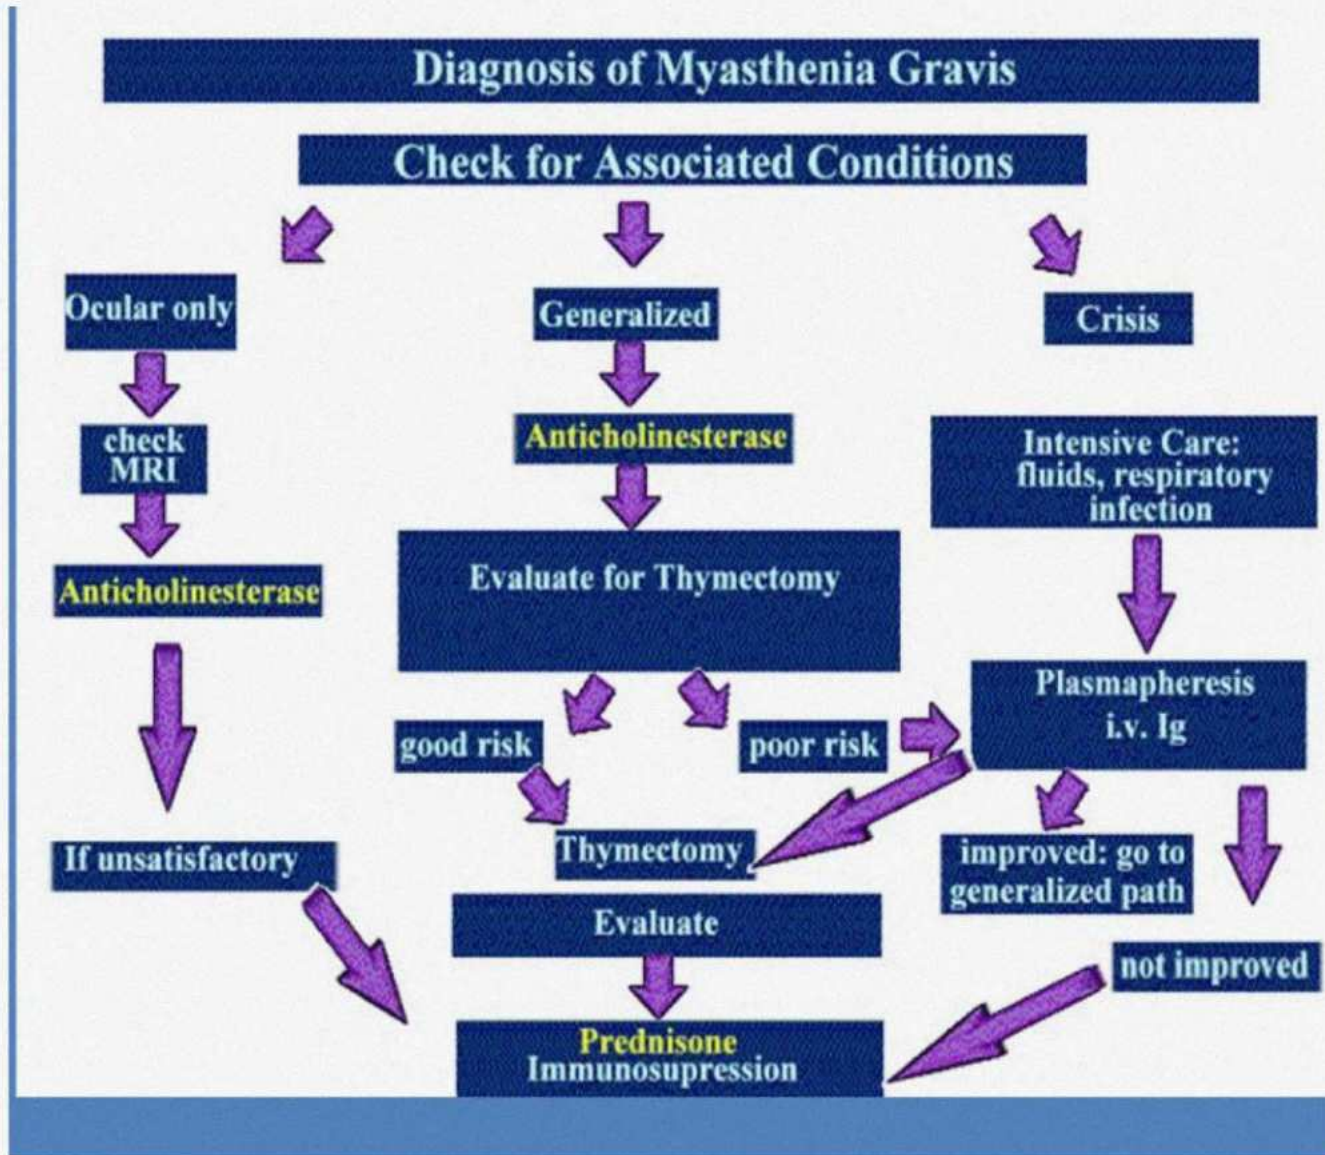 Diagnosis of Myasthenia Gravis
Check for Associated Conditions
Ocular only
Generalized
Crisis
check
MRI
Anticholinesterase
Intensive Care:
fluids, respiratory
infection
Anticholinesterase
Evaluate for Thymectomy
Plasmapheresis
i.v. Ig
good risk
poor risk
If unsatisfactory
Thymectomy
improved: go to
generalized path
Evaluate
not improved
Prednisone
Immunosupression